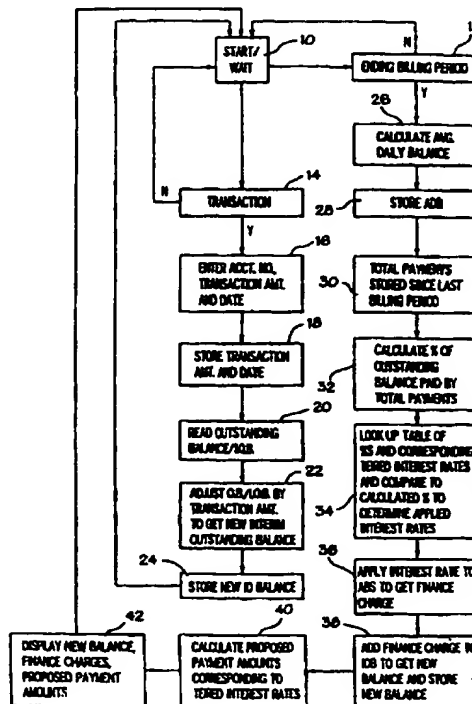 START/
WAIT
10
N
TRANSACTION
14
Y
ENTER ACCT. NO.,
TRANSACTION AMT.
AND DATE
16
STORE TRANSACTION
AMT. AND DATE
18
READ OUTSTANDING
BALANCE/I.O.B.
20
ADJUST O.B./I.O.B. BY
TRANSACTION AMT.
TO GET NEW INTERIM
OUTSTANDING BALANCE
22
STORE NEW IO BALANCE
24
N
ENDING BILLING PERIOD
1
Y
26
CALCULATE AVG.
DAILY BALANCE
28
STORE ADB
30
TOTAL PAYMENTS
STORED SINCE LAST
BILLING PERIOD
32
CALCULATE % OF
OUTSTANDING
BALANCE PAID BY
TOTAL PAYMENTS
34
LOOK UP TABLE OF
%S AND CORRESPONDING
TEIRED INTEREST RATES
AND COMPARE TO
CALCULATED % TO
DETERMINE APPLIED
INTEREST RATES
36
APPLY INTEREST RATE TO
ABS TO GET FINANCE
CHARGE
38
ADD FINANCE CHARGE
IOB TO GET NEW
BALANCE AND STORE
NEW BALANCE
40
CALCULATE PROPOSED
PAYMENT AMOUNTS
CORRESPONDING TO
TEIRED INTEREST RATES
42
DISPLAY NEW BALANCE,
FINANCE CHARGES,
PROPOSED PAYMENT
AMOUNTS